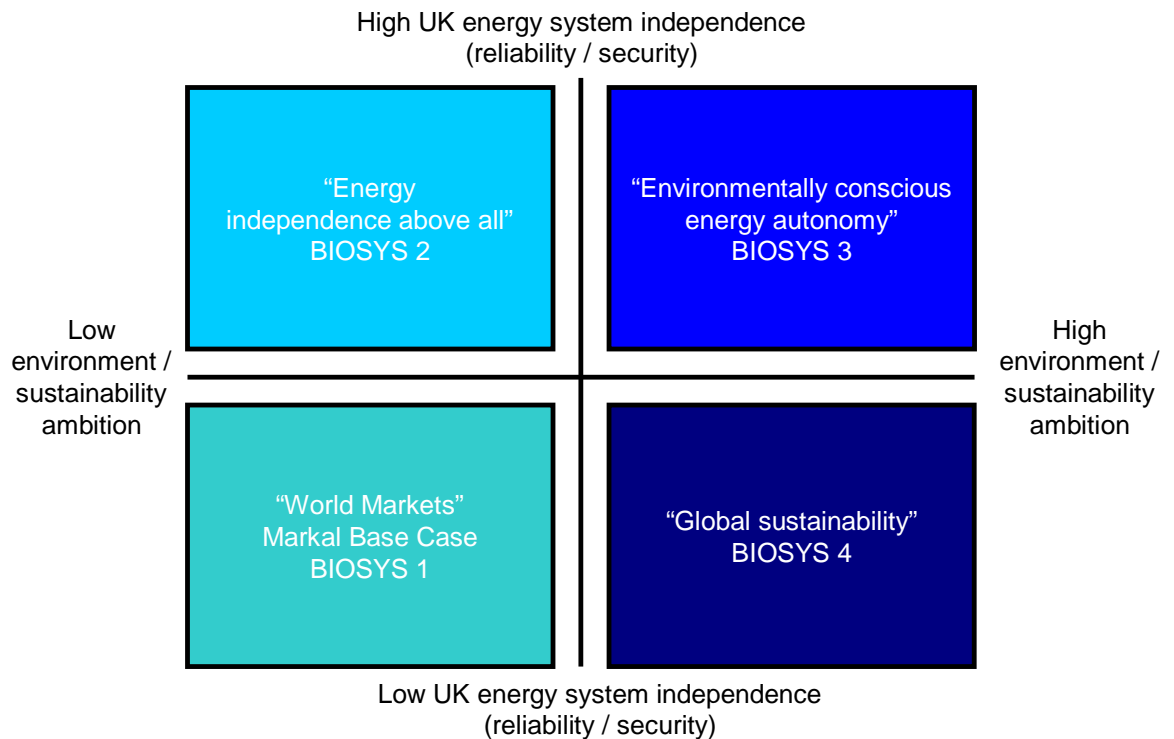 High UK energy system independence
(reliability / security)
“Energy
independence above all”
BIOSYS 2
“Environmentally conscious
energy autonomy”
BIOSYS 3
Low
environment /
sustainability
ambition
High
environment /
sustainability
ambition
“World Markets”
Markal Base Case
BIOSYS 1
“Global sustainability”
BIOSYS 4
Low UK energy system independence
(reliability / security)